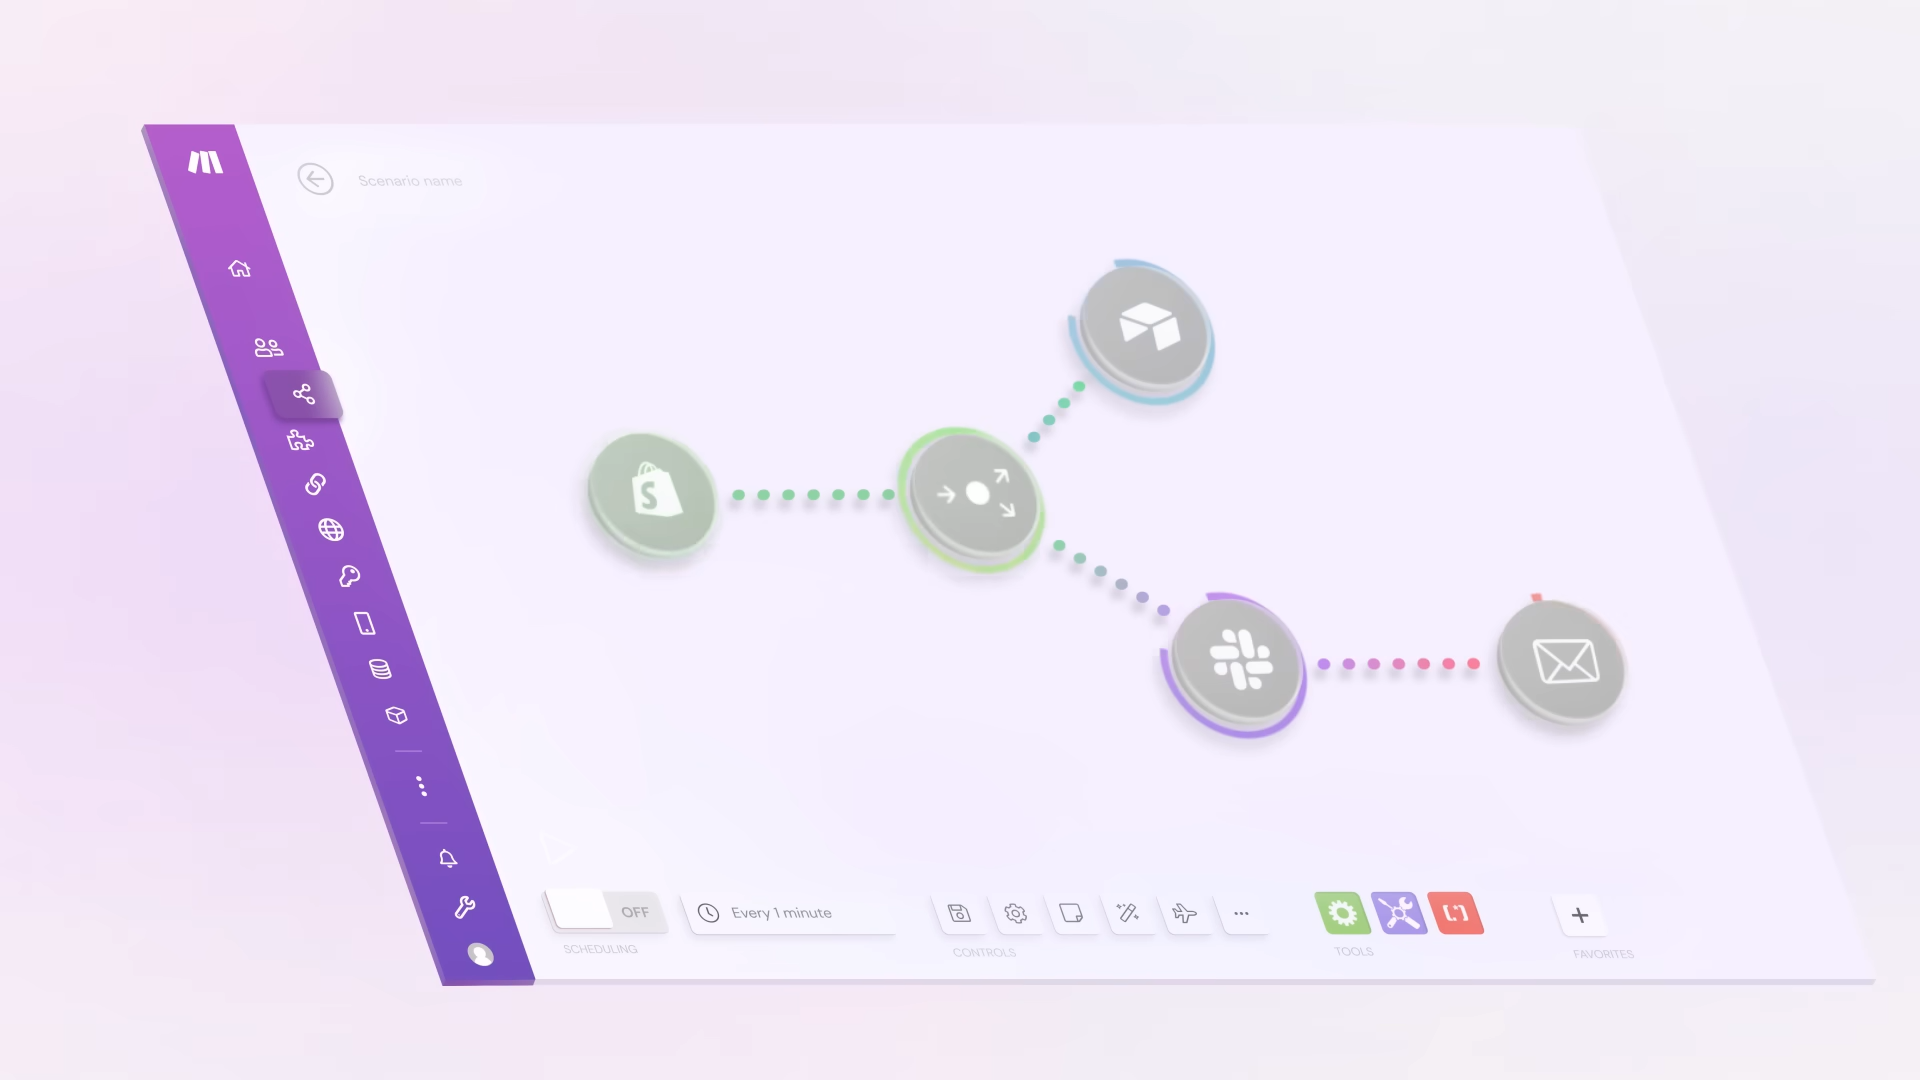 Scenario name
OFF
Every 1 minute
SCHEDULING
CONTROLS
TOOLS
FAVORITES